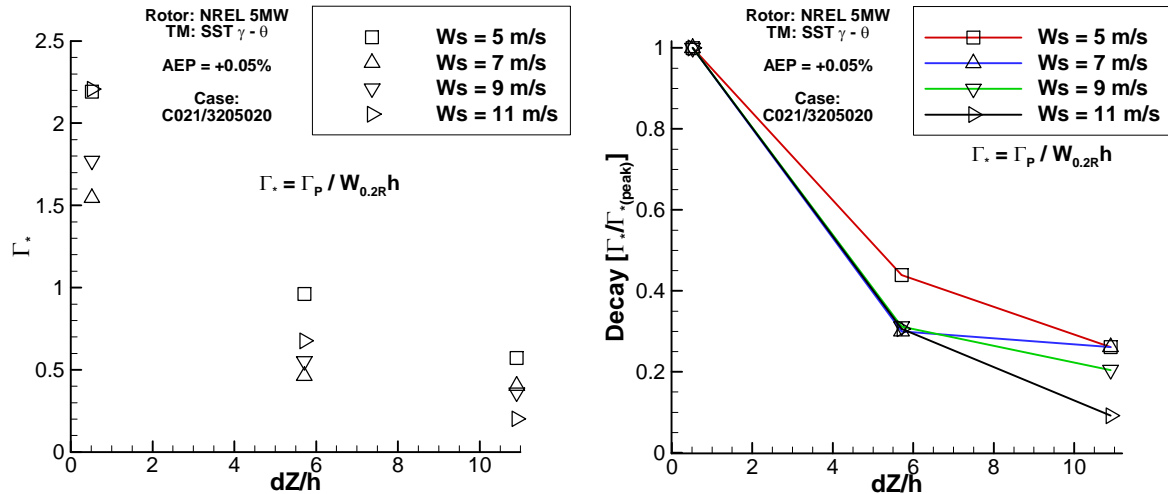 Rotor: NREL 5MW
TM: SST γ - θ
AEP = +0.05%
Case:
C021/3205020
Ws = 5 m/s
Ws = 7 m/s
Ws = 9 m/s
Ws = 11 m/s
Γ* = ΓP / W0.2Rh
Γ*
2.5
2
1.5
1
0.5
0
0 2 4 6 8 10
dZ/h
Rotor: NREL 5MW
TM: SST γ - θ
AEP = +0.05%
Case:
C021/3205020
Ws = 5 m/s
Ws = 7 m/s
Ws = 9 m/s
Ws = 11 m/s
Γ* = ΓP / W0.2Rh
Decay [Γ*/Γ*(peak)]
1
0.8
0.6
0.4
0.2
0
0 2 4 6 8 10
dZ/h